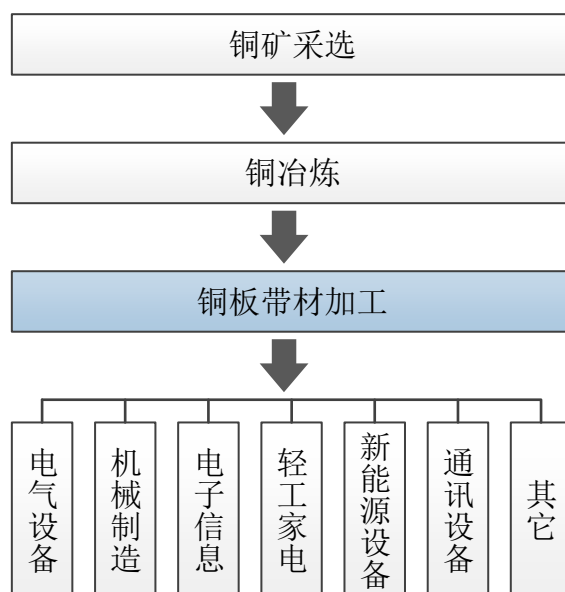 铜矿采选
铜冶炼
铜板带材加工
电气设备
机械制造
电子信息
轻工家电
新能源设备
通讯设备
其它